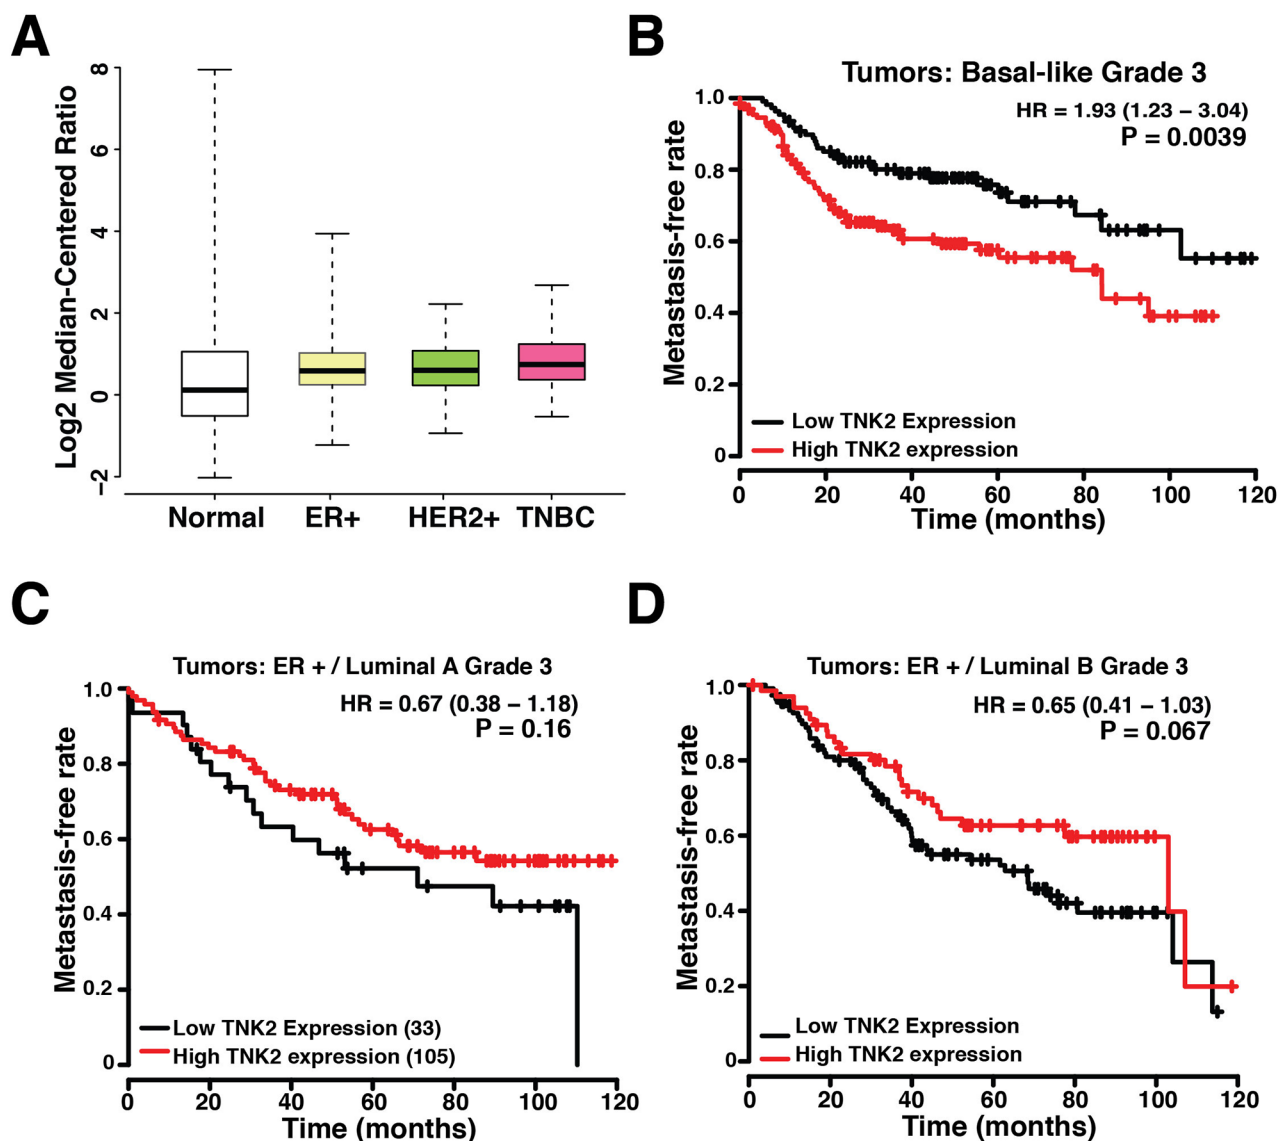 A
Log2 Median-Centered Ratio
8
6
4
2
0
−2
Normal ER+ HER2+ TNBC
B
Tumors: Basal-like Grade 3
HR = 1.93 (1.23 – 3.04)
P = 0.0039
Metastasis-free rate
1.0
0.8
0.6
0.4
0.2
0
Low TNK2 Expression
High TNK2 expression
0 20 40 60 80 100 120
Time (months)
C
Tumors: ER + / Luminal A Grade 3
HR = 0.67 (0.38 – 1.18)
P = 0.16
Metastasis-free rate
1.0
0.8
0.6
0.4
0.2
0
Low TNK2 Expression (33)
High TNK2 expression (105)
0 20 40 60 80 100 120
Time (months)
D
Tumors: ER + / Luminal B Grade 3
HR = 0.65 (0.41 – 1.03)
P = 0.067
Metastasis-free rate
1.0
0.8
0.6
0.4
0.2
0
Low TNK2 Expression
High TNK2 expression
0 20 40 60 80 100 120
Time (months)